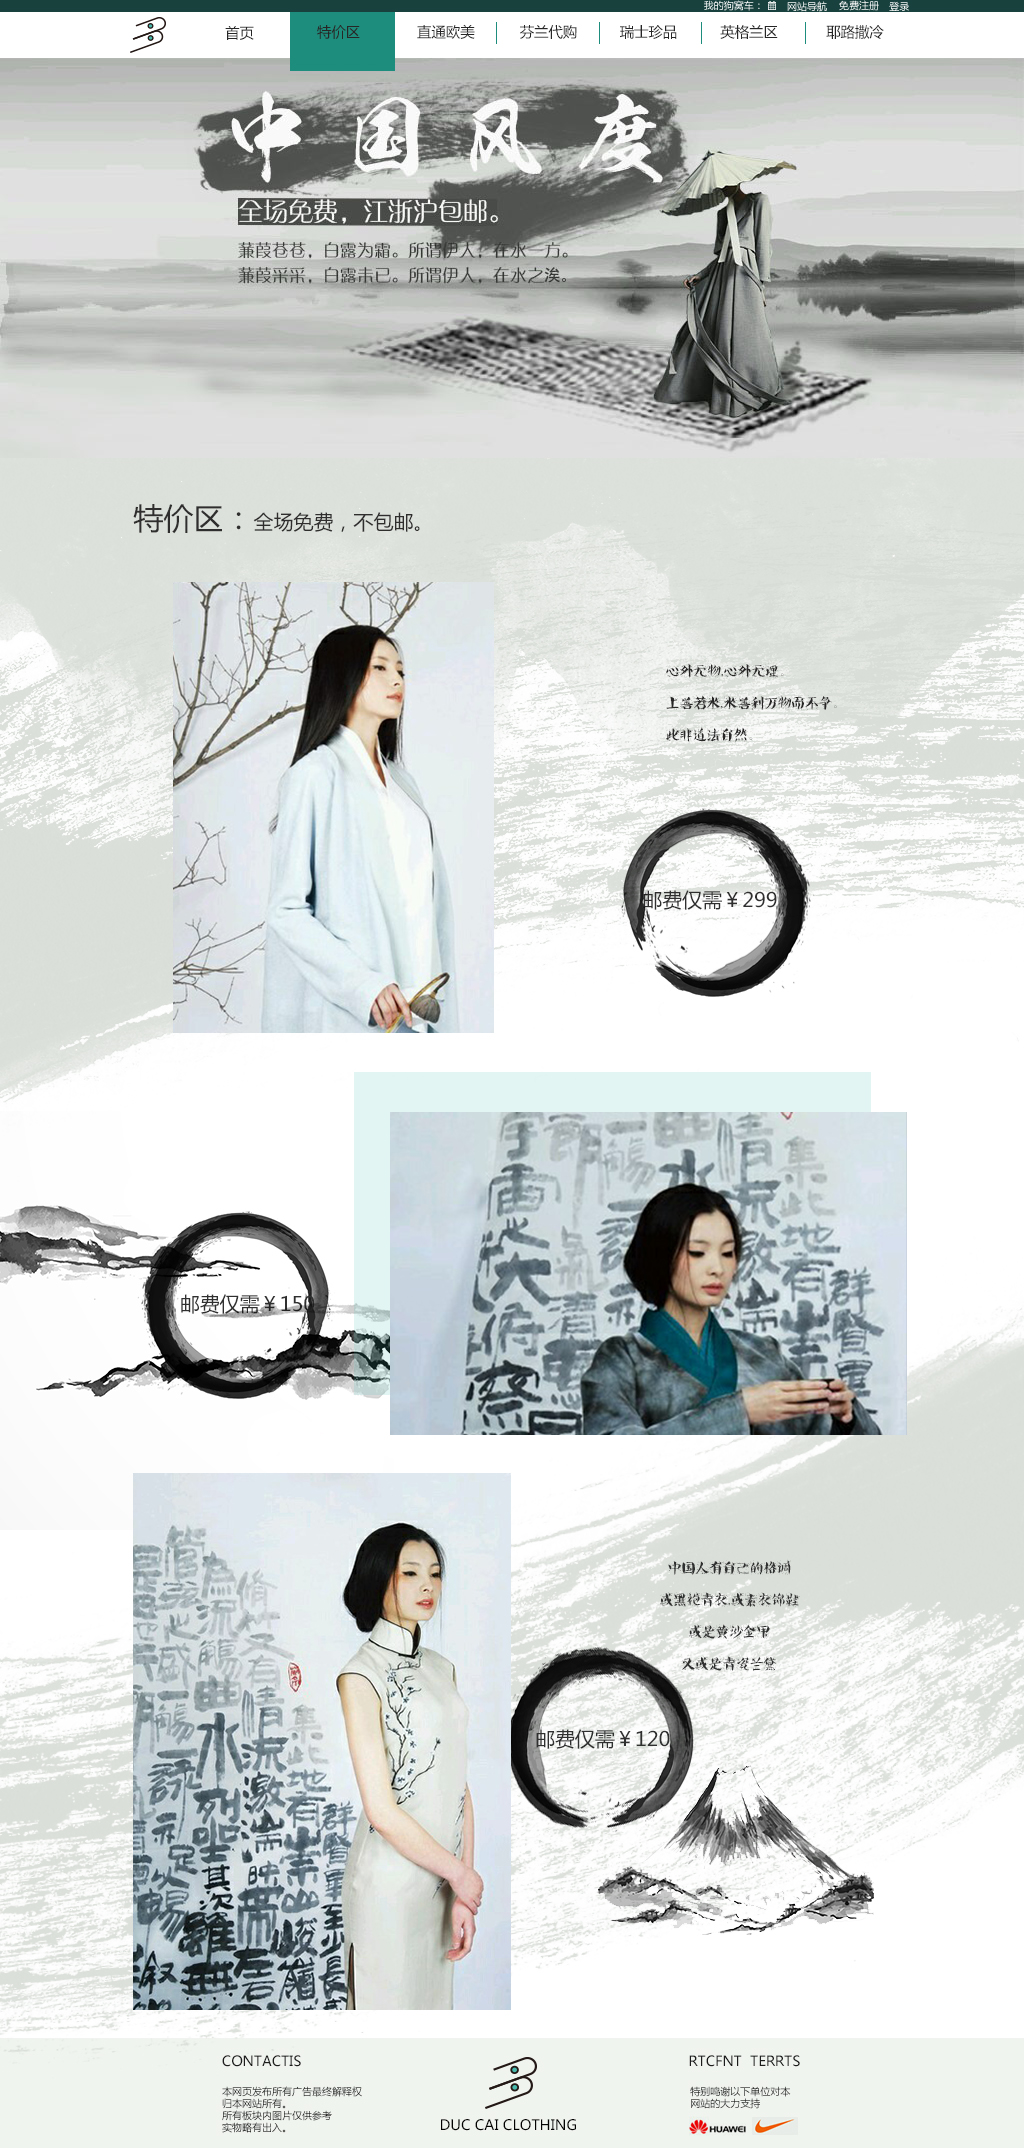 我的狗窝车： 网站导航 免费注册 登录
首页 特价区 直通欧美 芬兰代购 瑞士珍品 英格兰区 耶路撒冷
中国风度
全场免费，江浙沪包邮。
蒹葭苍苍，白露为霜。所谓伊人，在水一方。
蒹葭采采，白露未已。所谓伊人，在水之涘。
特价区：全场免费，不包邮。
心外无物.心外无理.
上善若水.水善利万物而不争.
此非道法自然.
邮费仅需￥299
邮费仅需￥150
中国人有自己的格调
或黑袍青衣.或素衣锦鞋
或是黄沙金甲
又或是青瓷兰黛
邮费仅需￥120
CONTACTIS
本网页发布所有广告最终解释权
归本网站所有。
所有板块内图片仅供参考
实物略有出入。
DUC CAI CLOTHING
RTCFNT TERRTS
特别鸣谢以下单位对本
网站的大力支持
HUAWEI